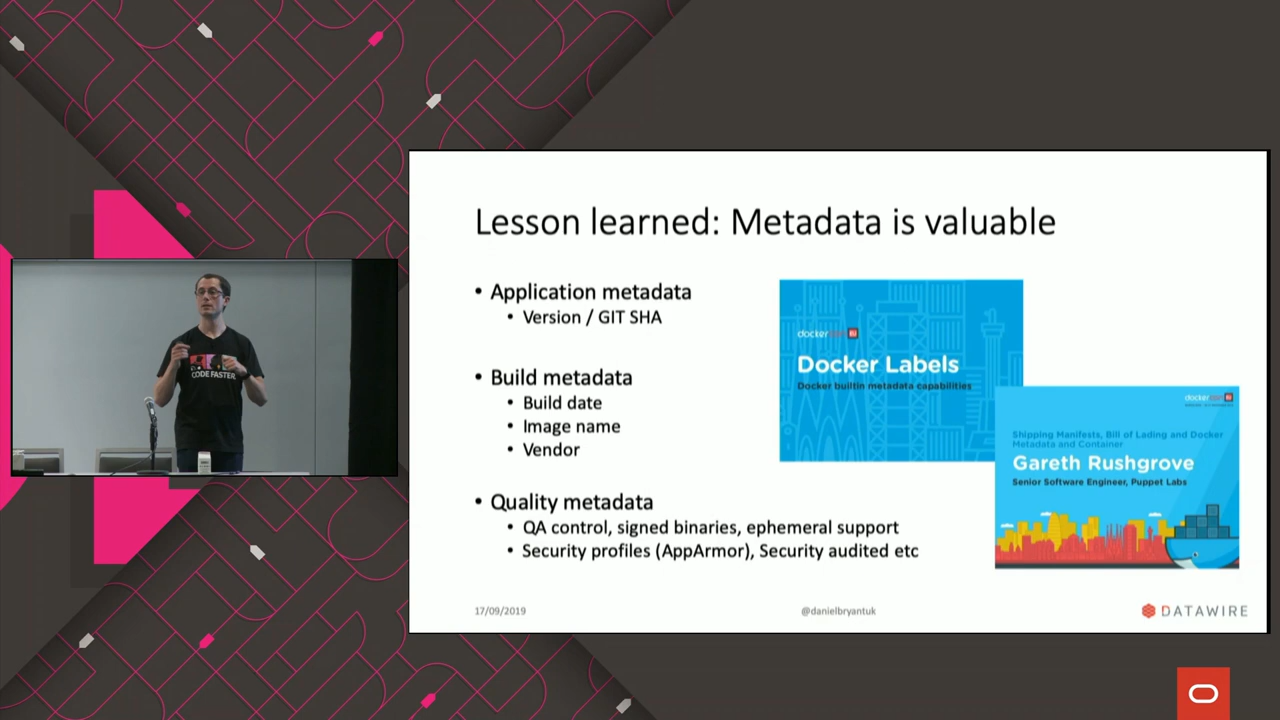 CODE FASTER.
Lesson learned: Metadata is valuable
• Application metadata
• Version / GIT SHA
• Build metadata
• Build date
• Image name
• Vendor
• Quality metadata
• QA control, signed binaries, ephemeral support
• Security profiles (AppArmor), Security audited etc
Docker Labels
Docker builtin metadata capabilities
Shipping Manifests, Bill of Lading and Docker
Metadata and Container
Gareth Rushgrove
Senior Software Engineer, Puppet Labs
17/09/2019
@danielbryantuk
DATAWIRE